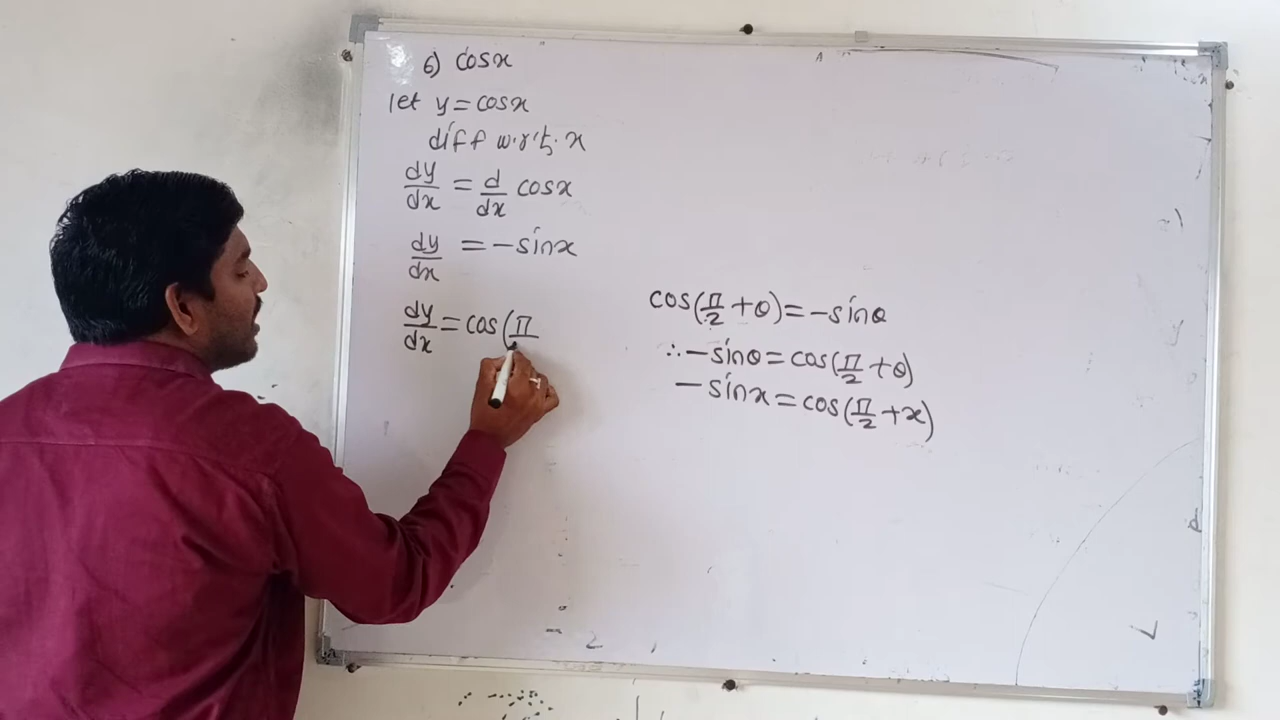 6) cosx
let y = cosx
diff w.r.t. x
dy/dx = d/dx cosx
dy/dx = -sinx
dy/dx = cos(π
cos(π/2 + θ) = -sinθ
∴ -sinθ = cos(π/2 + θ)
-sinx = cos(π/2 + x)